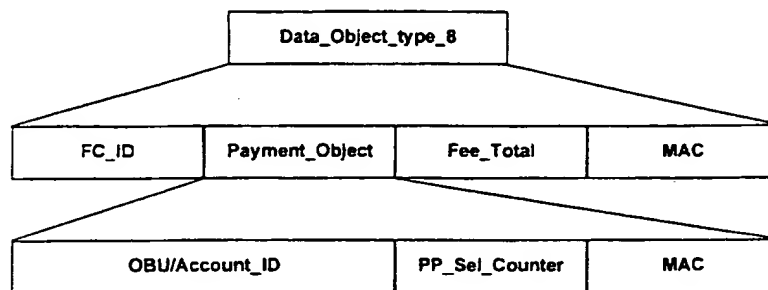 Data_Object_type_8
FC_ID Payment_Object Fee_Total MAC
OBU/Account_ID PP_Sel_Counter MAC